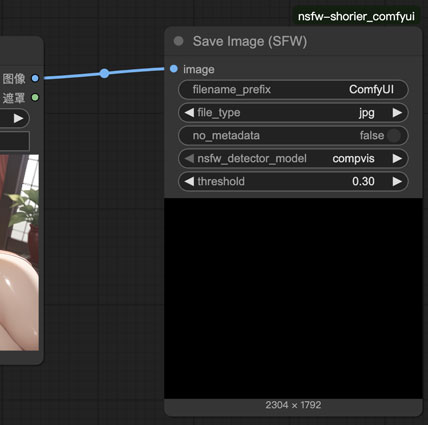 nsfw-shorier_comfyui
Save Image (SFW)
图像
image
遮罩
filename_prefix ComfyUI
file_type jpg
no_metadata false
nsfw_detector_model compvis
threshold 0.30
2304 × 1792